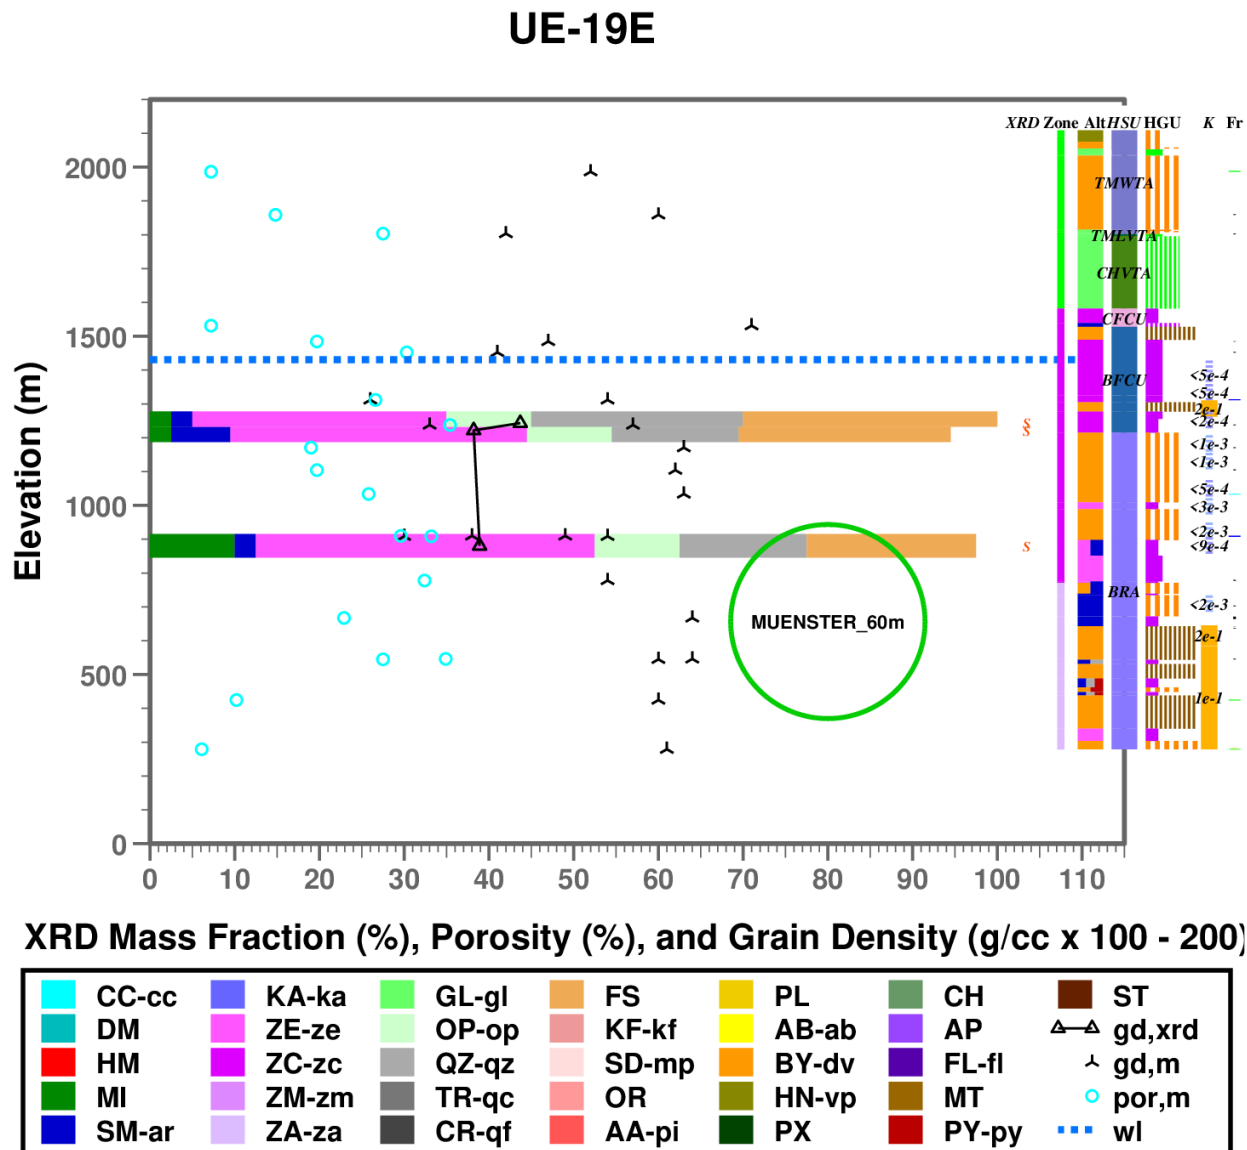 UE-19E
XRD Zone Alt HSU HGU K Fr
2000
1500
1000
500
0
Elevation (m)
TMWTA
TMLVTA
CHVTA
CFCU
BFCU
BRA
<5e-4
<5e-4
2e-1
<2e-4
<1e-3
<1e-3
<5e-4
<3e-3
<2e-3
<9e-4
<2e-3
2e-1
1e-1
S
S
S
MUENSTER_60m
0 10 20 30 40 50 60 70 80 90 100 110
XRD Mass Fraction (%), Porosity (%), and Grain Density (g/cc x 100 - 200)
CC-cc KA-ka GL-gl FS PL CH ST
DM ZE-ze OP-op KF-kf AB-ab AP gd,xrd
HM ZC-zc QZ-qz SD-mp BY-dv FL-fl gd,m
MI ZM-zm TR-qc OR HN-vp MT por,m
SM-ar ZA-za CR-qf AA-pi PX PY-py wl